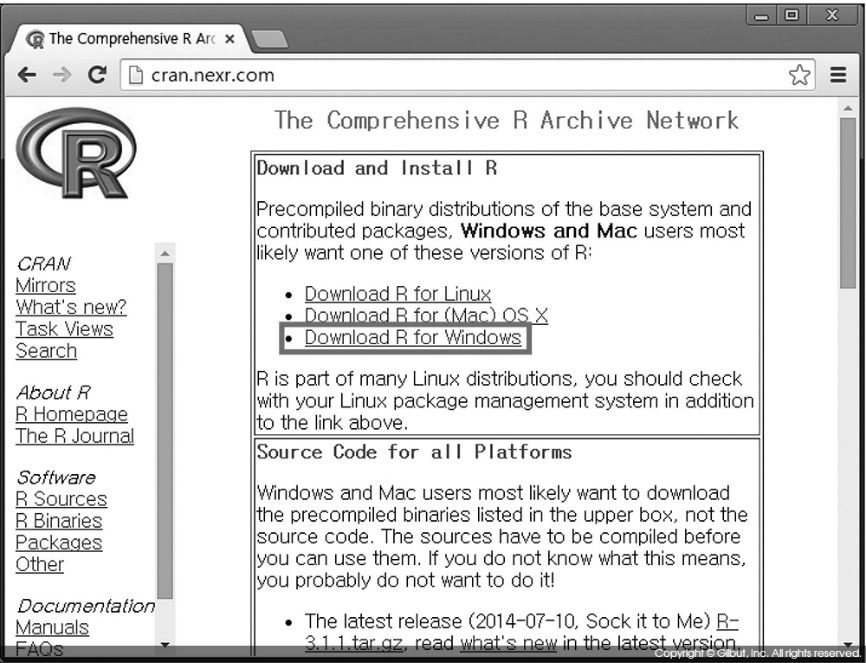 The Comprehensive R Arc
cran.nexr.com
R
CRAN
Mirrors
What's new?
Task Views
Search
About R
R Homepage
The R Journal
Software
R Sources
R Binaries
Packages
Other
Documentation
Manuals
FAQs
The Comprehensive R Archive Network
Download and Install R
Precompiled binary distributions of the base system and
contributed packages, Windows and Mac users most
likely want one of these versions of R:
• Download R for Linux
• Download R for (Mac) OS X
• Download R for Windows
R is part of many Linux distributions, you should check
with your Linux package management system in addition
to the link above.
Source Code for all Platforms
Windows and Mac users most likely want to download
the precompiled binaries listed in the upper box, not the
source code. The sources have to be compiled before
you can use them. If you do not know what this means,
you probably do not want to do it!
• The latest release (2014-07-10, Sock it to Me) R-
3.1.1.tar.gz, read what's new in the latest version.
Copyright © Gilbut, Inc. All rights reserved.